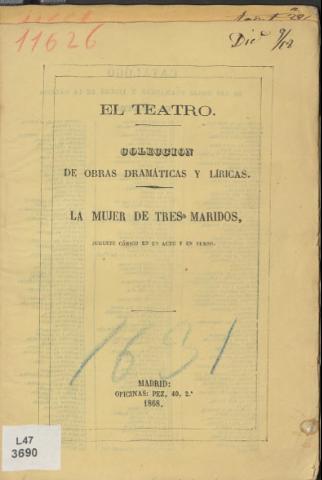 11626
Dic.e 9/68
EL TEATRO.
COLECCION
DE OBRAS DRAMÁTICAS Y LÍRICAS.
LA MUJER DE TRES MARIDOS,
JUGUETE CÓMICO EN UN ACTO Y EN VERSO.
1631
MADRID:
OFICINAS: PEZ, 40, 2.º
1868.
L47
3690